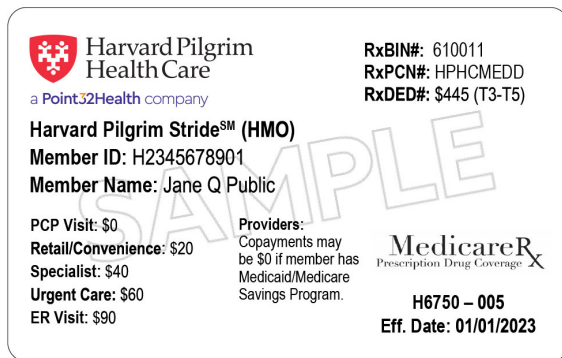 Harvard Pilgrim
Health Care
a Point32Health company
RxBIN#: 610011
RxPCN#: HPHCMEDD
RxDED#: $445 (T3-T5)
Harvard Pilgrim Stride℠ (HMO)
Member ID: H2345678901
Member Name: Jane Q Public
SAMPLE
PCP Visit: $0
Retail/Convenience: $20
Specialist: $40
Urgent Care: $60
ER Visit: $90
Providers:
Copayments may
be $0 if member has
Medicaid/Medicare
Savings Program.
MedicareRx
Prescription Drug Coverage
H6750 – 005
Eff. Date: 01/01/2023